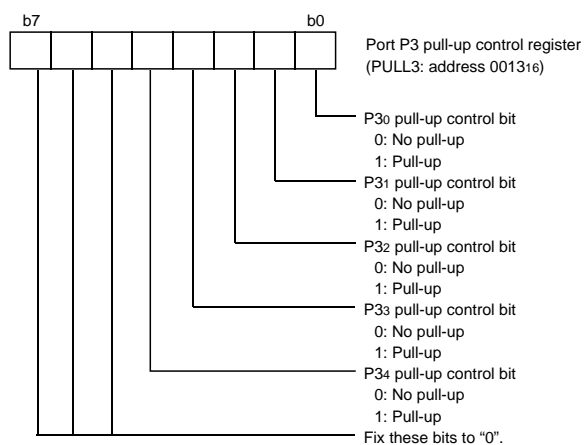 b7 b0
Port P3 pull-up control register
(PULL3: address 001316)
P30 pull-up control bit
0: No pull-up
1: Pull-up
P31 pull-up control bit
0: No pull-up
1: Pull-up
P32 pull-up control bit
0: No pull-up
1: Pull-up
P33 pull-up control bit
0: No pull-up
1: Pull-up
P34 pull-up control bit
0: No pull-up
1: Pull-up
Fix these bits to “0”.